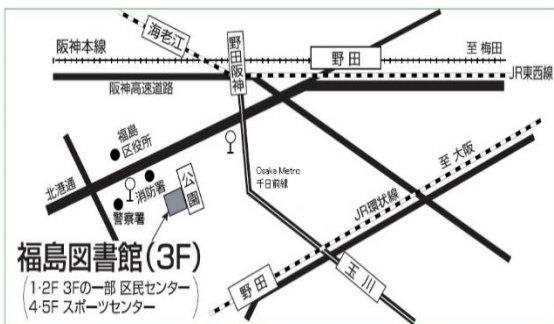 海老江
阪神本線
野田阪神
野田
至 梅田
JR東西線
阪神高速道路
福島
区役所
Osaka Metro
千日前線
至 大阪
北港通
消防署
公園
警察署
JR環状線
福島図書館(3F)
(1・2F 3Fの一部 区民センター
4・5F スポーツセンター)
野田
玉川